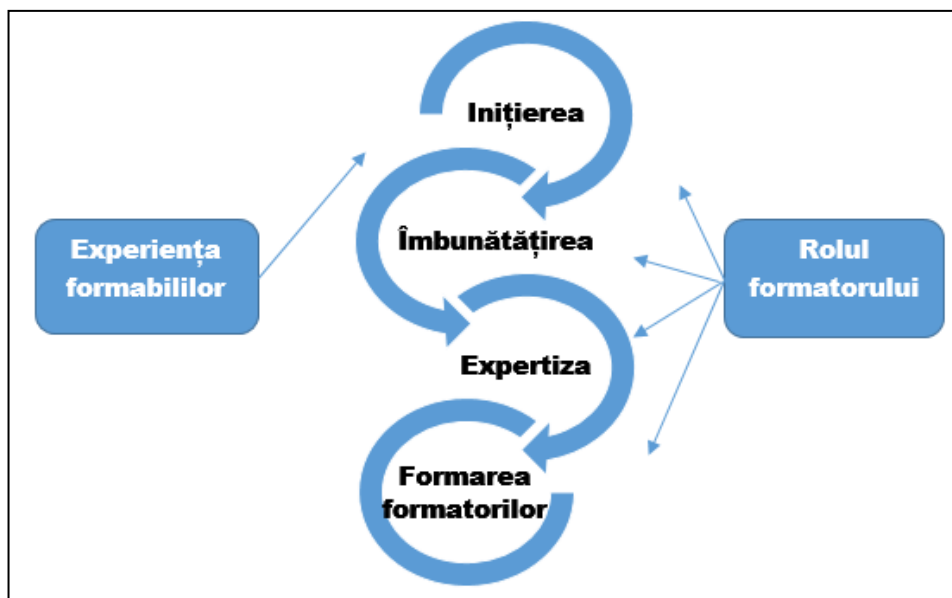 Inițierea
Îmbunătățirea
Experiența
formabililor
Rolul
formatorului
Expertiza
Formarea
formatorilor